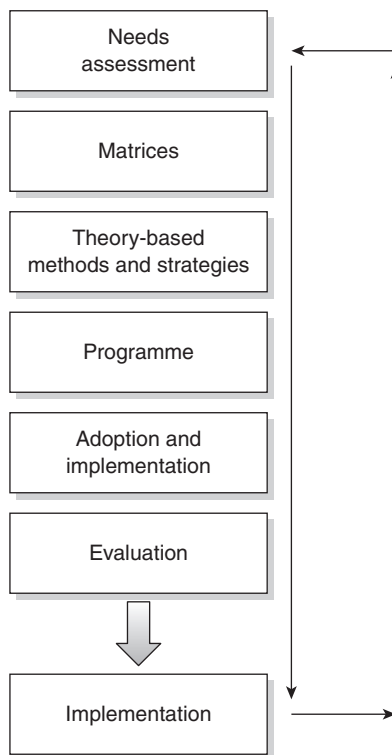 Needs
assessment
Matrices
Theory-based
methods and strategies
Programme
Adoption and
implementation
Evaluation
Implementation